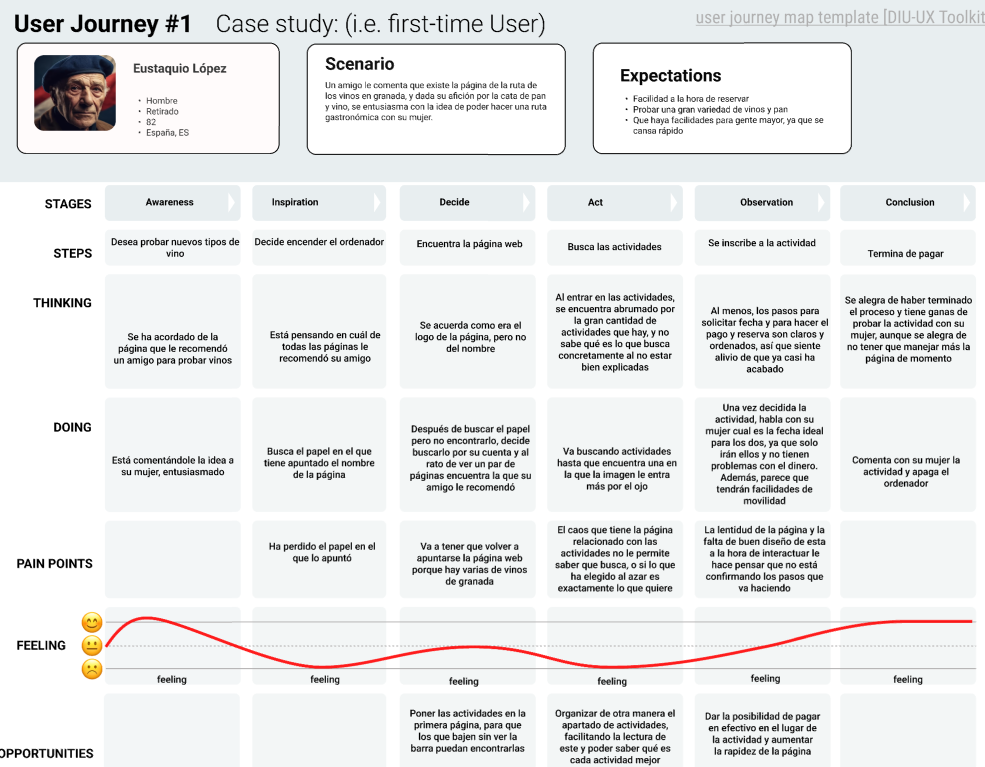 User Journey #1 Case study: (i.e. first-time User)
user journey map template [DIU-UX Toolkit
Eustaquio López
• Hombre
• Retirado
• 82
• España, ES
Scenario
Un amigo le comenta que existe la página de la ruta de
los vinos en granada, y dada su afición por la cata de pan
y vino, se entusiasma con la idea de poder hacer una ruta
gastronómica con su mujer.
Expectations
• Facilidad a la hora de reservar
• Probar una gran variedad de vinos y pan
• Que haya facilidades para gente mayor, ya que se
cansa rápido
STAGES
Awareness
Inspiration
Decide
Act
Observation
Conclusion
STEPS
Desea probar nuevos tipos de
vino
Decide encender el ordenador
Encuentra la página web
Busca las actividades
Se inscribe a la actividad
Termina de pagar
THINKING
Se ha acordado de la
página que le recomendó
un amigo para probar vinos
Está pensando en cuál de
todas las páginas le
recomendó su amigo
Se acuerda como era el
logo de la página, pero no
del nombre
Al entrar en las actividades,
se encuentra abrumado por
la gran cantidad de
actividades que hay, y no
sabe qué es lo que busca
concretamente al no estar
bien explicadas
Al menos, los pasos para
solicitar fecha y para hacer el
pago y reserva son claros y
ordenados, así que siente
alivio de que ya casi ha
acabado
Se alegra de haber terminado
el proceso y tiene ganas de
probar la actividad con su
mujer, aunque se alegra de
no tener que manejar más la
página de momento
DOING
Está comentándole la idea a
su mujer, entusiasmado
Busca el papel en el que
tiene apuntado el nombre
de la página
Después de buscar el papel
pero no encontrarlo, decide
buscarlo por su cuenta y al
rato de ver un par de
páginas encuentra la que su
amigo le recomendó
Va buscando actividades
hasta que encuentra una en
la que la imagen le entra
más por el ojo
Una vez decidida la
actividad, habla con su
mujer cual es la fecha ideal
para los dos, ya que solo
irán ellos y no tienen
problemas con el dinero.
Además, parece que
tendrán facilidades de
movilidad
Comenta con su mujer la
actividad y apaga el
ordenador
PAIN POINTS
Ha perdido el papel en el
que lo apuntó
Va a tener que volver a
apuntarse la página web
porque hay varias de vinos
de granada
El caos que tiene la página
relacionado con las
actividades no le permite
saber que busca, o si lo que
ha elegido al azar es
exactamente lo que quiere
La lentidud de la página y la
falta de buen diseño de esta
a la hora de interactuar le
hace pensar que no está
confirmando los pasos que
va haciendo
FEELING
feeling
feeling
feeling
feeling
feeling
feeling
OPPORTUNITIES
Poner las actividades en la
primera página, para que
los que bajen sin ver la
barra puedan encontrarlas
Organizar de otra manera el
apartado de actividades,
facilitando la lectura de
este y poder saber qué es
cada actividad mejor
Dar la posibilidad de pagar
en efectivo en el lugar de
la actividad y aumentar
la rapidez de la página